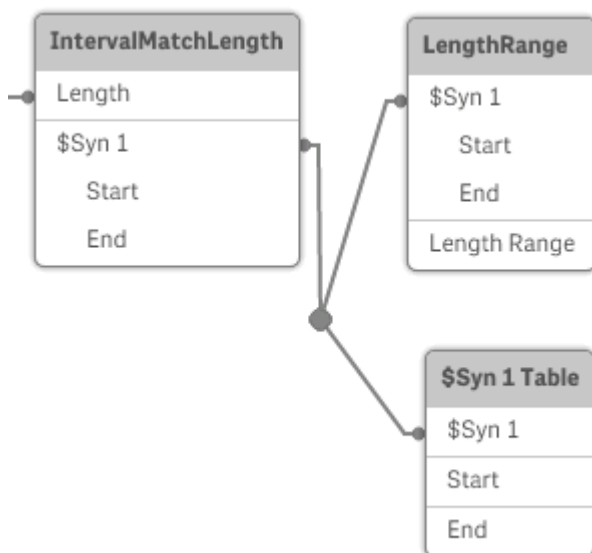 IntervalMatchLength
Length
$Syn 1
Start
End
LengthRange
$Syn 1
Start
End
Length Range
$Syn 1 Table
$Syn 1
Start
End